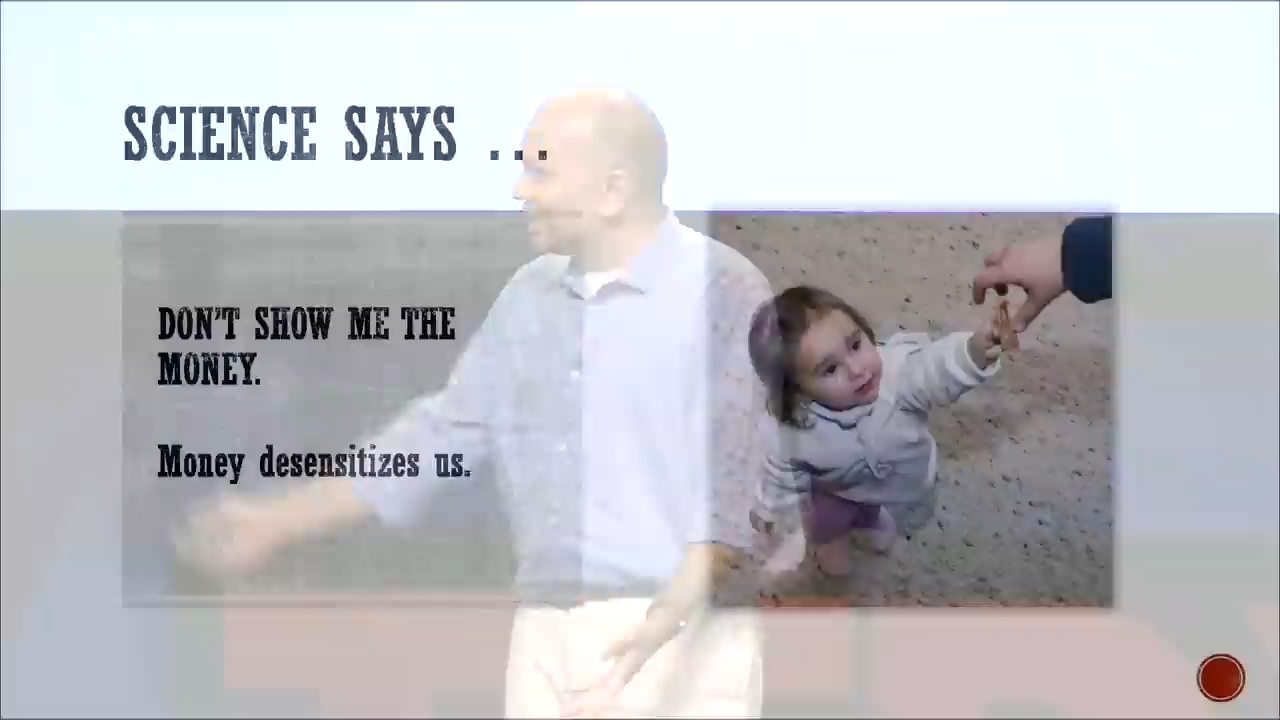 SCIENCE SAYS ...
DON'T SHOW ME THE
MONEY.
Money desensitizes us.